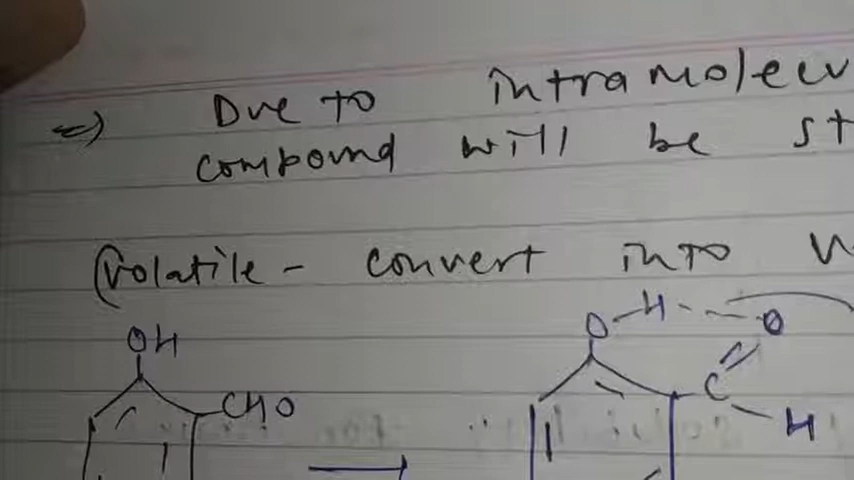 => Due to intramolecu
compound will be st
(volatile - convert into v
OH
O-H---O
CHO
C
H